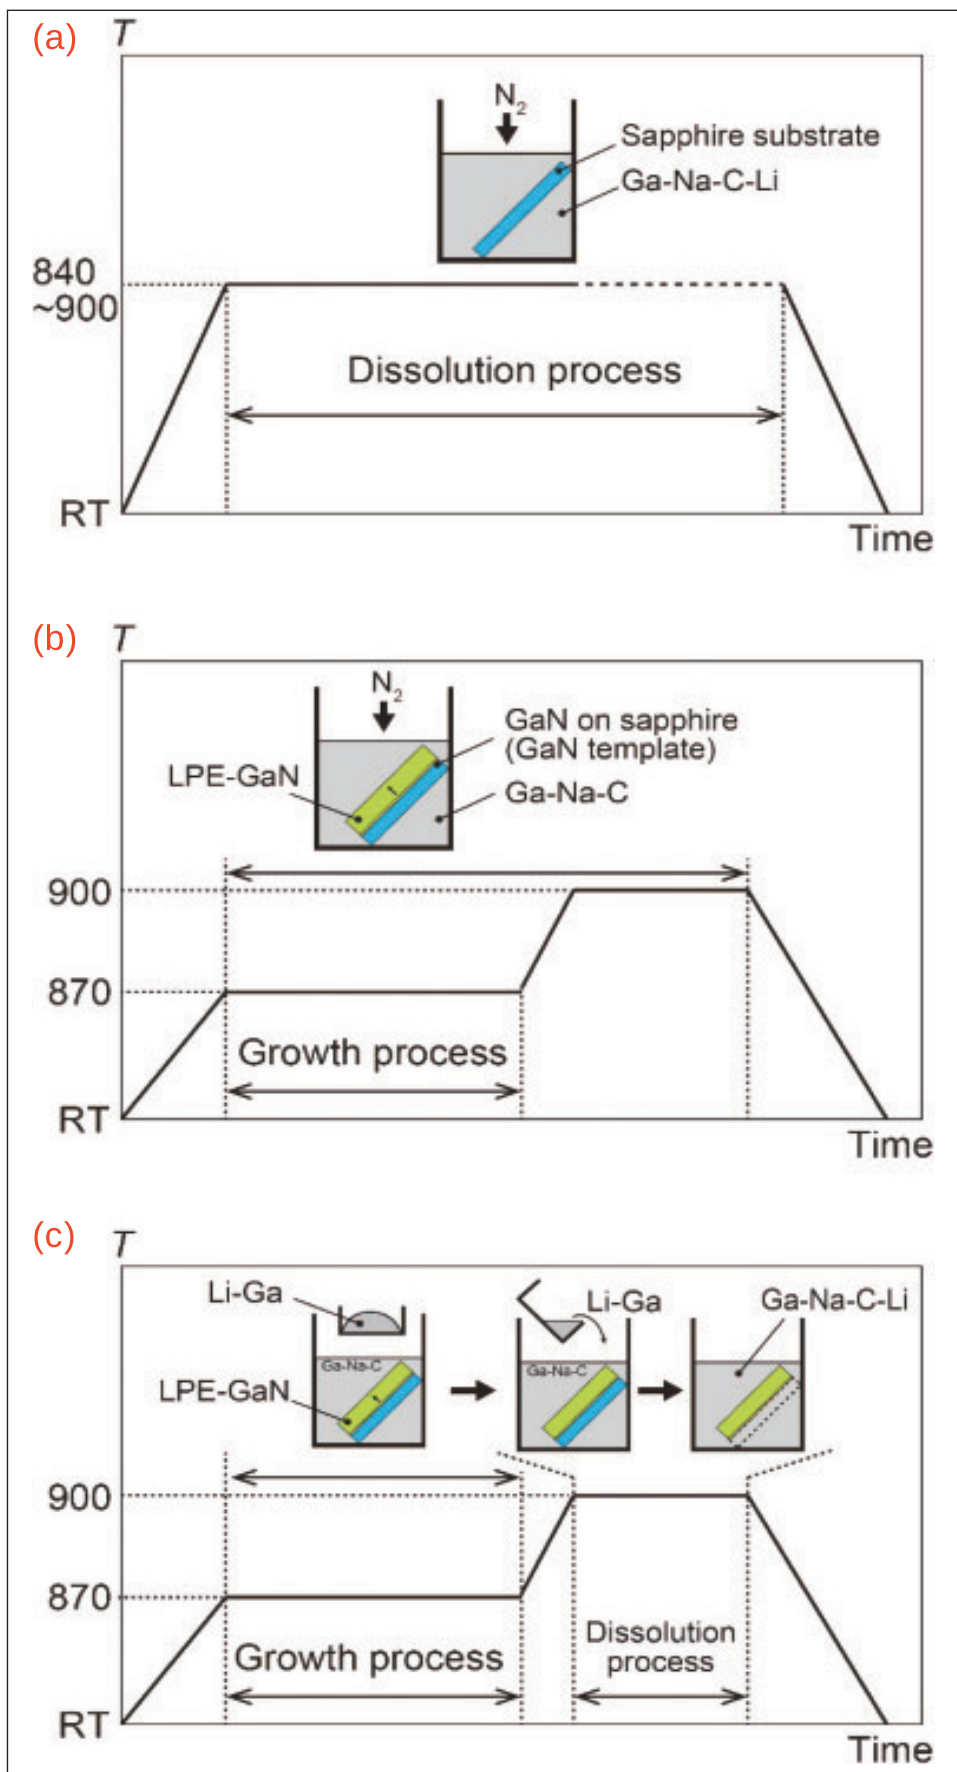 (a)
T
N2
Sapphire substrate
Ga-Na-C-Li
840
~900
Dissolution process
RT
Time
(b)
T
N2
GaN on sapphire
(GaN template)
LPE-GaN
Ga-Na-C
900
870
Growth process
RT
Time
(c)
T
Li-Ga
Li-Ga
Ga-Na-C-Li
Ga-Na-C
Ga-Na-C
LPE-GaN
900
870
Dissolution
process
Growth process
RT
Time